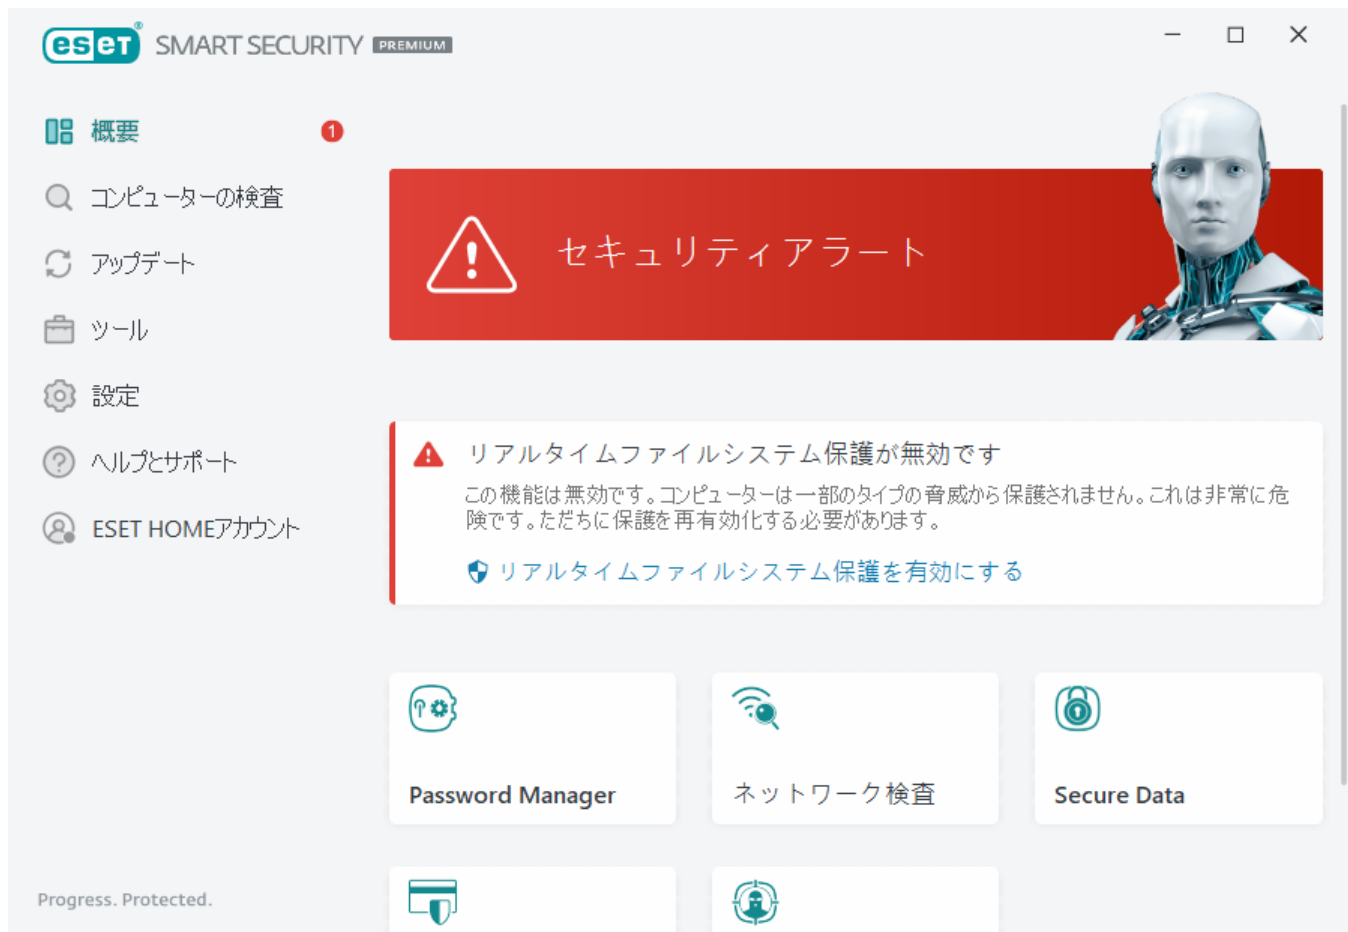 eset® SMART SECURITY PREMIUM
概要 1
コンピューターの検査
アップデート
ツール
設定
ヘルプとサポート
ESET HOMEアカウント
セキュリティアラート
リアルタイムファイルシステム保護が無効です
この機能は無効です。コンピューターは一部のタイプの脅威から保護されません。これは非常に危
険です。ただちに保護を再有効化する必要があります。
リアルタイムファイルシステム保護を有効にする
Password Manager
ネットワーク検査
Secure Data
Progress. Protected.